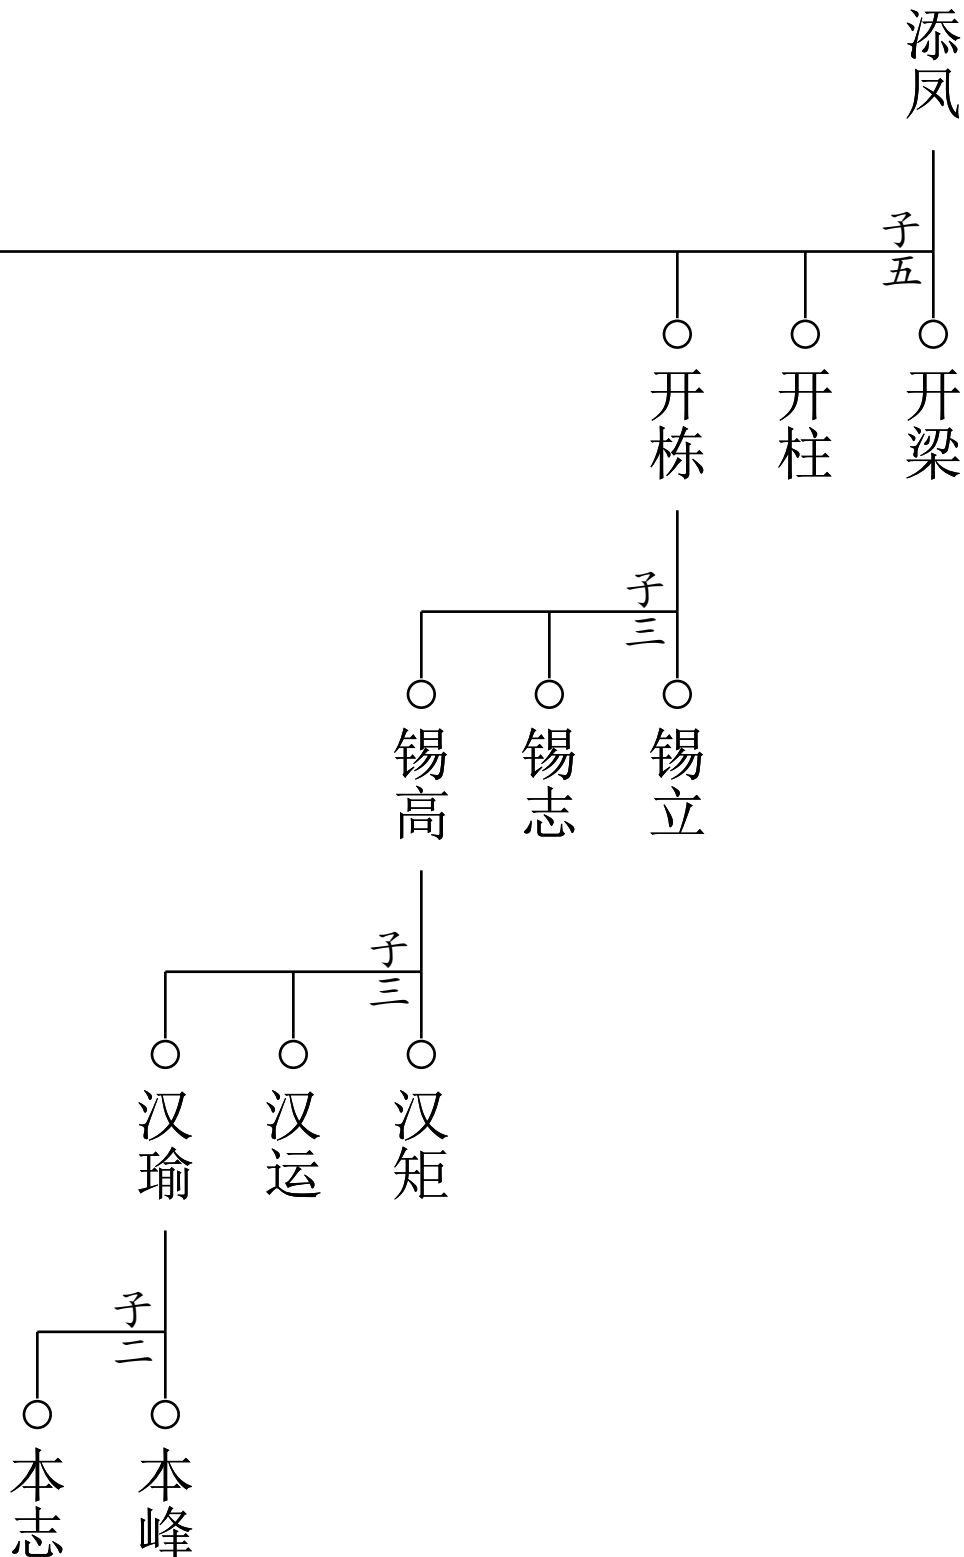 添凤
子五
开梁
开柱
开栋
子三
锡立
锡志
锡高
子三
汉矩
汉运
汉瑜
子二
本峰
本志